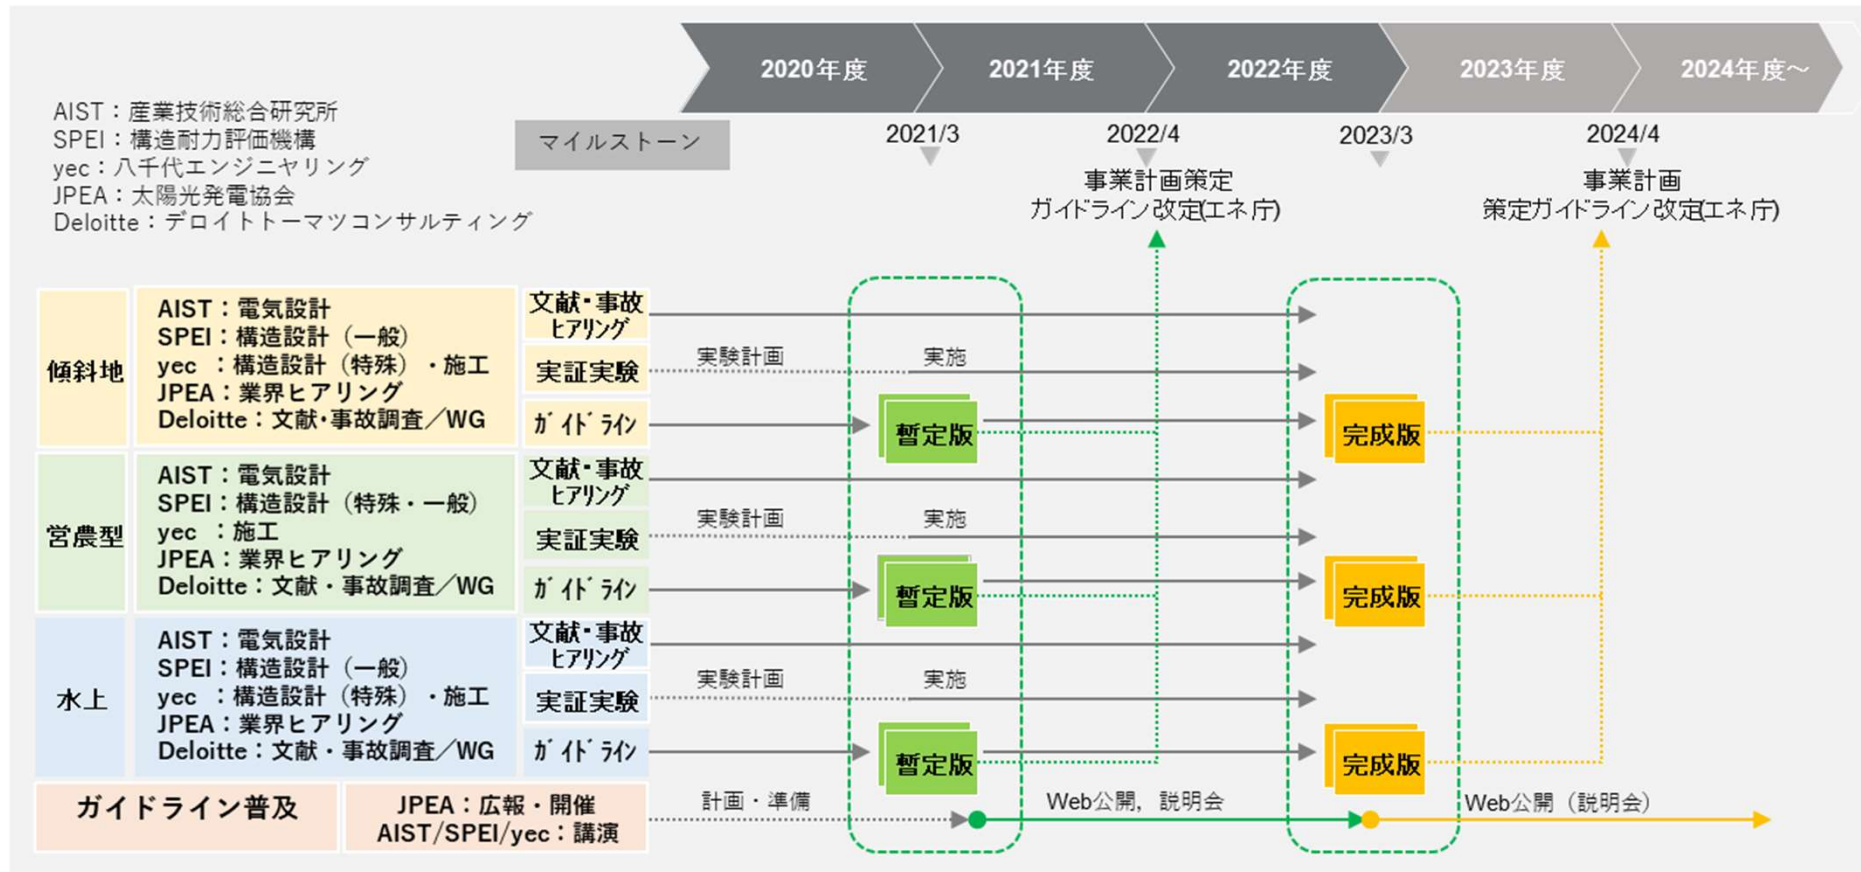 2020年度
2021年度
2022年度
2023年度
2024年度～
AIST：産業技術総合研究所
SPEI：構造耐力評価機構
yec：八千代エンジニヤリング
JPEA：太陽光発電協会
Deloitte：デロイトトーマツコンサルティング
マイルストーン
2021/3
2022/4
2023/3
2024/4
事業計画策定
ガイドライン改定(エネ庁)
事業計画
策定ガイドライン改定(エネ庁)
傾斜地
AIST：電気設計
SPEI：構造設計（一般）
yec ：構造設計（特殊）・施工
JPEA：業界ヒアリング
Deloitte：文献・事故調査／WG
文献・事故
ヒアリング
実証実験
実験計画
実施
ガイドライン
暫定版
完成版
営農型
AIST：電気設計
SPEI：構造設計（特殊・一般）
yec ：施工
JPEA：業界ヒアリング
Deloitte：文献・事故調査／WG
文献・事故
ヒアリング
実証実験
実験計画
実施
ガイドライン
暫定版
完成版
水上
AIST：電気設計
SPEI：構造設計（一般）
yec ：構造設計（特殊）・施工
JPEA：業界ヒアリング
Deloitte：文献・事故調査／WG
文献・事故
ヒアリング
実証実験
実験計画
実施
ガイドライン
暫定版
完成版
ガイドライン普及
JPEA：広報・開催
AIST/SPEI/yec：講演
計画・準備
Web公開，説明会
Web公開（説明会）